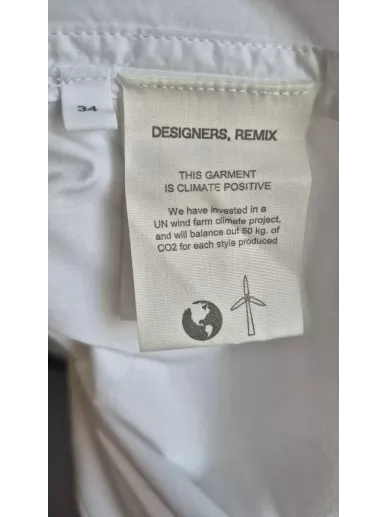 34
DESIGNERS, REMIX
THIS GARMENT
IS CLIMATE POSITIVE
We have invested in a
UN wind farm climate project,
and will balance out 50 kg. of
CO2 for each style produced